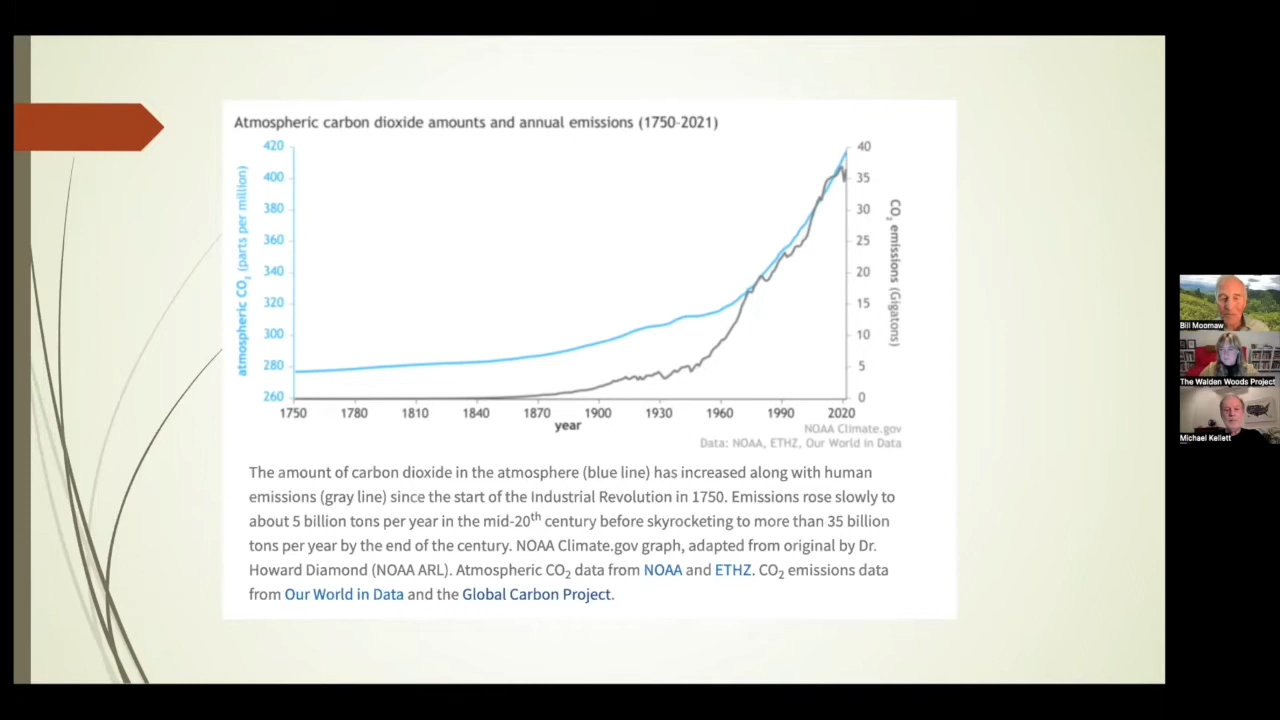 Atmospheric carbon dioxide amounts and annual emissions (1750-2021)
atmospheric CO₂ (parts per million)
420
400
380
360
340
320
300
280
260
40
35
30
25
20
15
10
5
0
CO₂ emissions (Gigatons)
1750 1780 1810 1840 1870 1900 1930 1960 1990 2020
year
NOAA Climate.gov
Data: NOAA, ETHZ, Our World in Data
The amount of carbon dioxide in the atmosphere (blue line) has increased along with human
emissions (gray line) since the start of the Industrial Revolution in 1750. Emissions rose slowly to
about 5 billion tons per year in the mid-20th century before skyrocketing to more than 35 billion
tons per year by the end of the century. NOAA Climate.gov graph, adapted from original by Dr.
Howard Diamond (NOAA ARL). Atmospheric CO₂ data from NOAA and ETHZ. CO₂ emissions data
from Our World in Data and the Global Carbon Project.
Bill Moomaw
The Walden Woods Project
Michael Kellett